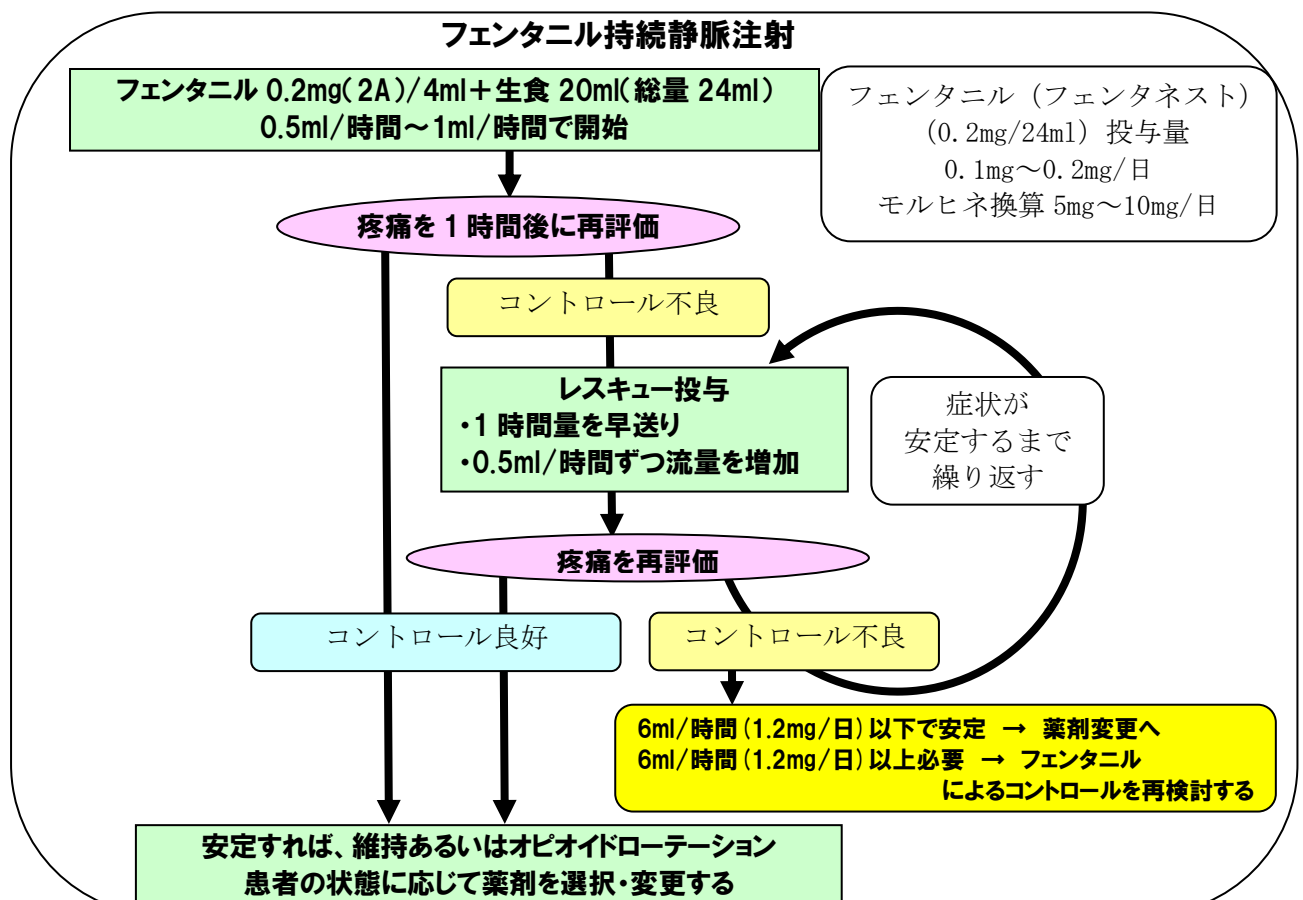 フェンタニル持続静脈注射
フェンタニル 0.2mg(2A)/4ml＋生食 20ml(総量 24ml)
0.5ml/時間～1ml/時間で開始
フェンタニル（フェンタネスト）
（0.2mg/24ml）投与量
0.1mg～0.2mg/日
モルヒネ換算 5mg～10mg/日
疼痛を 1 時間後に再評価
コントロール不良
レスキュー投与
・1 時間量を早送り
・0.5ml/時間ずつ流量を増加
症状が
安定するまで
繰り返す
疼痛を再評価
コントロール良好
コントロール不良
6ml/時間(1.2mg/日)以下で安定 → 薬剤変更へ
6ml/時間(1.2mg/日)以上必要 → フェンタニル
によるコントロールを再検討する
安定すれば、維持あるいはオピオイドローテーション
患者の状態に応じて薬剤を選択・変更する